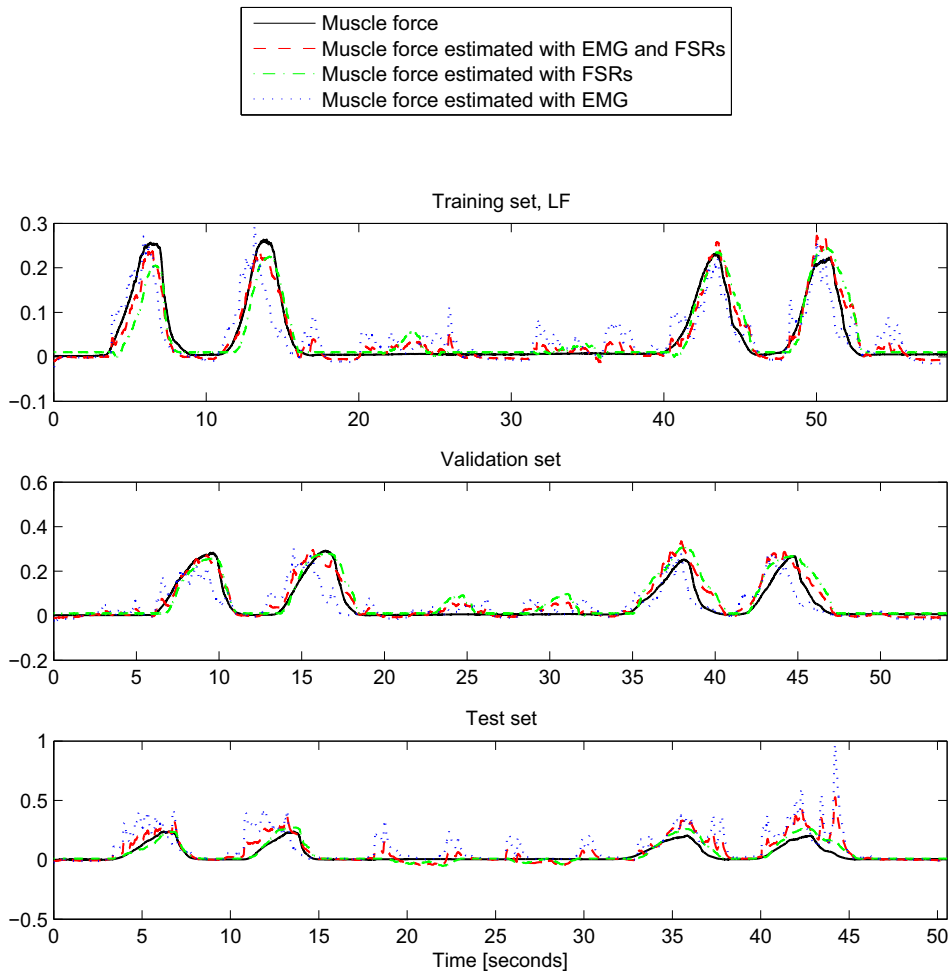 Muscle force
Muscle force estimated with EMG and FSRs
Muscle force estimated with FSRs
Muscle force estimated with EMG
Training set, LF
0.3
0.2
0.1
0
−0.1
0 10 20 30 40 50
Validation set
0.6
0.4
0.2
0
−0.2
0 5 10 15 20 25 30 35 40 45 50
Test set
1
0.5
0
−0.5
0 5 10 15 20 25 30 35 40 45 50
Time [seconds]